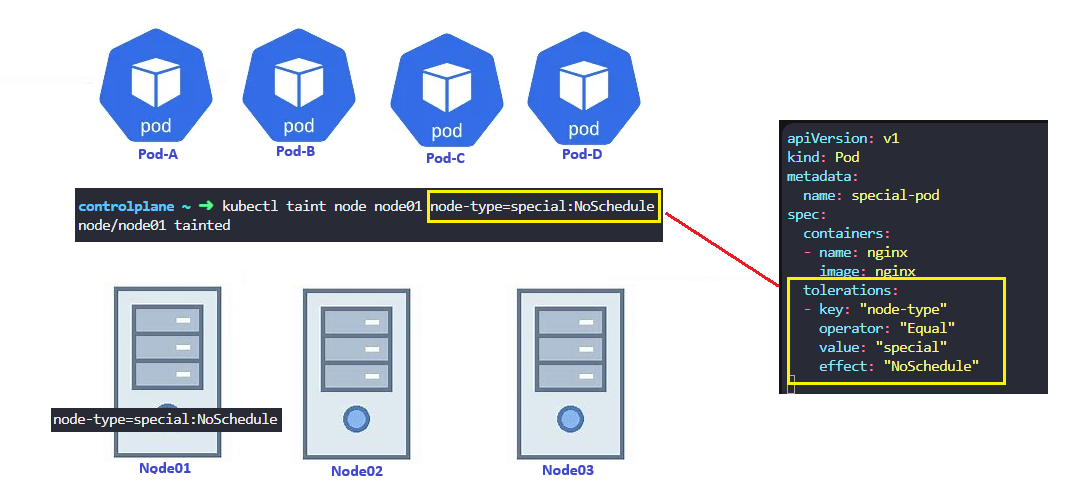 pod
pod
pod
pod
Pod-A
Pod-B
Pod-C
Pod-D
controlplane ~ ➜ kubectl taint node node01 node-type=special:NoSchedule
node/node01 tainted
apiVersion: v1
kind: Pod
metadata:
  name: special-pod
spec:
  containers:
  - name: nginx
    image: nginx
  tolerations:
  - key: "node-type"
    operator: "Equal"
    value: "special"
    effect: "NoSchedule"
node-type=special:NoSchedule
Node01
Node02
Node03